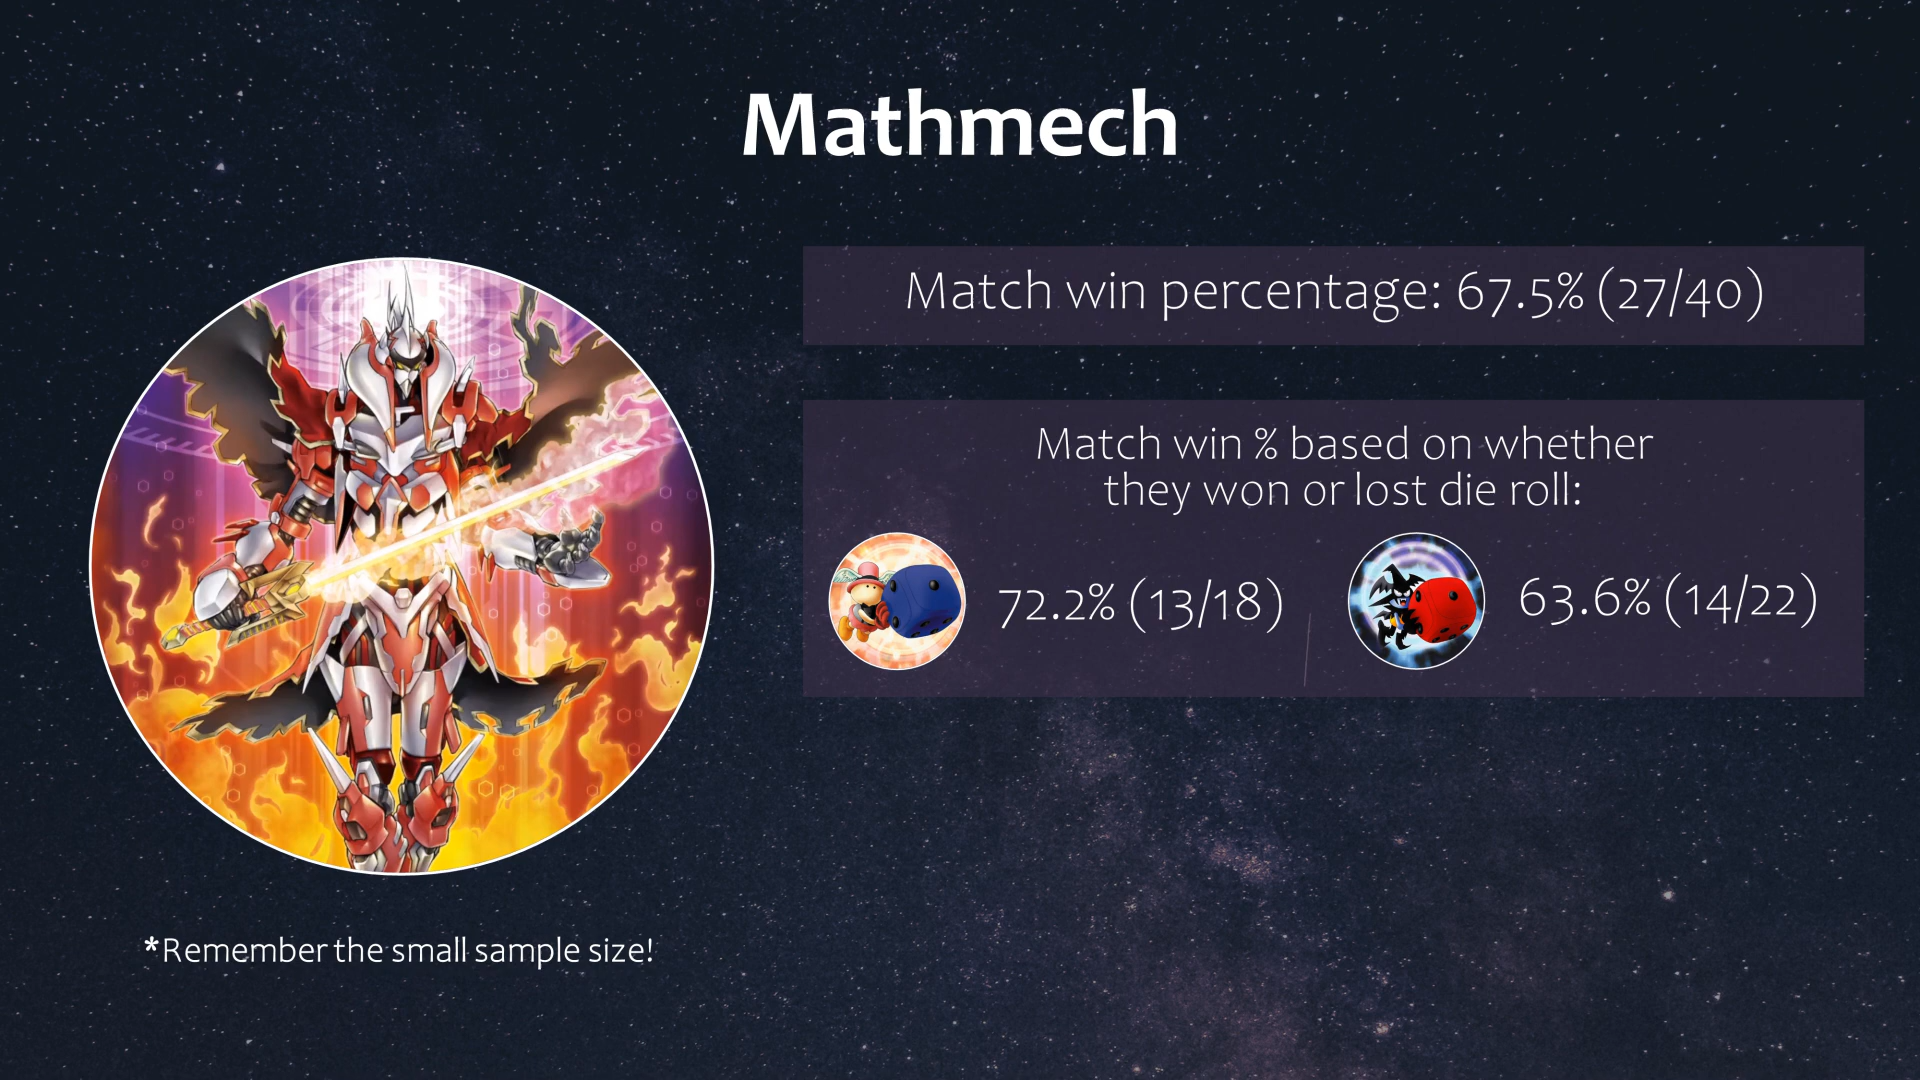 Mathmech
Match win percentage: 67.5% (27/40)
Match win % based on whether
they won or lost die roll:
72.2% (13/18)
63.6% (14/22)
*Remember the small sample size!